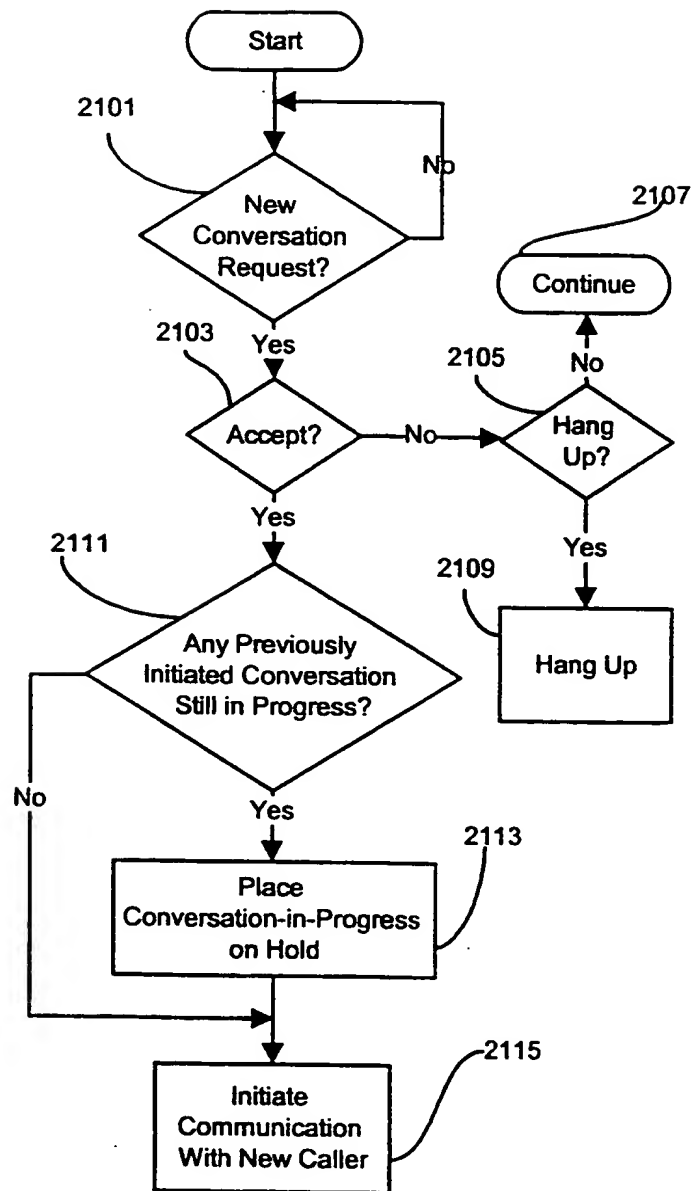 Start
2101
No
New
Conversation
Request?
2107
Continue
Yes
2103
2105
No
Accept?
No
Hang
Up?
Yes
Yes
2111
2109
Any Previously
Initiated Conversation
Still in Progress?
Hang Up
No
Yes
2113
Place
Conversation-in-Progress
on Hold
2115
Initiate
Communication
With New Caller